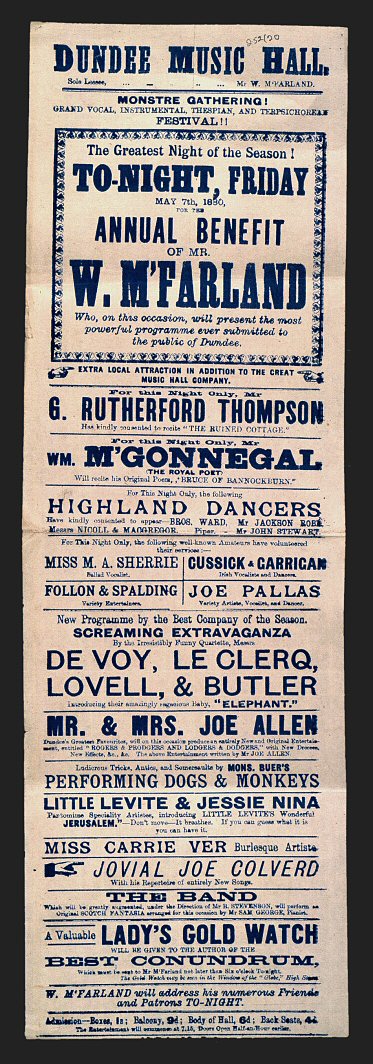 252(20
DUNDEE MUSIC HALL.
Sole Lessee, ... ... ... ... Mr W. M'FARLAND.
MONSTRE GATHERING!
GRAND VOCAL, INSTRUMENTAL, THESPIAN, AND TERPSICHOREAN
FESTIVAL!!
The Greatest Night of the Season!
TO-NIGHT, FRIDAY
MAY 7th, 1880,
FOR THE
ANNUAL BENEFIT
OF MR.
W. M'FARLAND
Who, on this occasion, will present the most
powerful programme ever submitted to
the public of Dundee.
EXTRA LOCAL ATTRACTION IN ADDITION TO THE GREAT
MUSIC HALL COMPANY.
For this Night Only, Mr
G. RUTHERFORD THOMPSON
Has kindly consented to recite "THE RUINED COTTAGE."
For this Night Only, Mr
WM. M'GONNEGAL
(THE ROYAL POET)
Will recite his Original Poem, "BRUCE OF BANNOCKBURN."
For This Night Only, the following
HIGHLAND DANCERS
Have kindly consented to appear—BROS. WARD, Mr JACKSON ROBB,
Messrs NICOLL & MACGREGOR. Piper, — Mr JOHN STEWART.
For This Night Only, the following well-known Amateurs have volunteered
their services:—
MISS M. A. SHERRIE
Ballad Vocalist.
CUSSICK & CARRIGAN
Irish Vocalists and Dancers.
FOLLON & SPALDING
Variety Entertainers.
JOE PALLAS
Variety Artiste, Vocalist, and Dancer.
New Programme by the Best Company of the Season.
SCREAMING EXTRAVAGANZA
By the Irresistibly Funny Quartette, Messrs
DE VOY, LE CLERQ,
LOVELL, & BUTLER
Introducing their amazingly sagacious Baby, "ELEPHANT."
MR. & MRS. JOE ALLEN
Dundee's Greatest Favourites, will on this occasion produce an entirely New and Original Entertain-
ment, entitled "ROGERS & PRODGERS AND LODGERS & DODGERS," with New Dresses,
New Effects, &c., &c. The above Entertainment written by Mr JOE ALLEN.
Ludicrous Tricks, Antics, and Somersaults by MONS. BUER'S
PERFORMING DOGS & MONKEYS
LITTLE LEVITE & JESSIE NINA
Pantomime Speciality Artistes, introducing LITTLE LEVITE'S Wonderful
JERUSALEM."—Don't move—It breathes. If you can guess what it is
you can have it.
MISS CARRIE VER Burlesque Artiste.
JOVIAL JOE COLVERD
With his Repertoire of entirely New Songs.
THE BAND
Which will be greatly augmented, under the Direction of Mr R. STEVENSON, will perform an
Original SCOTCH FANTASIA arranged for this occasion by Mr SAM GEORGE, Pianist.
A Valuable LADY'S GOLD WATCH
WILL BE GIVEN TO THE AUTHOR OF THE
BEST CONUNDRUM,
Which must be sent to Mr M'Farland not later than Six o'clock To-night.
The Gold Watch may be seen in the Window of the "Globe," High Street.
W. M'FARLAND will address his numerous Friends
and Patrons TO-NIGHT.
Admission—Boxes, 1s; Balcony, 9d; Body of Hall, 6d; Back Seats, 4d.
The Entertainment will commence at 7.15, Doors Open Half-an-Hour earlier.